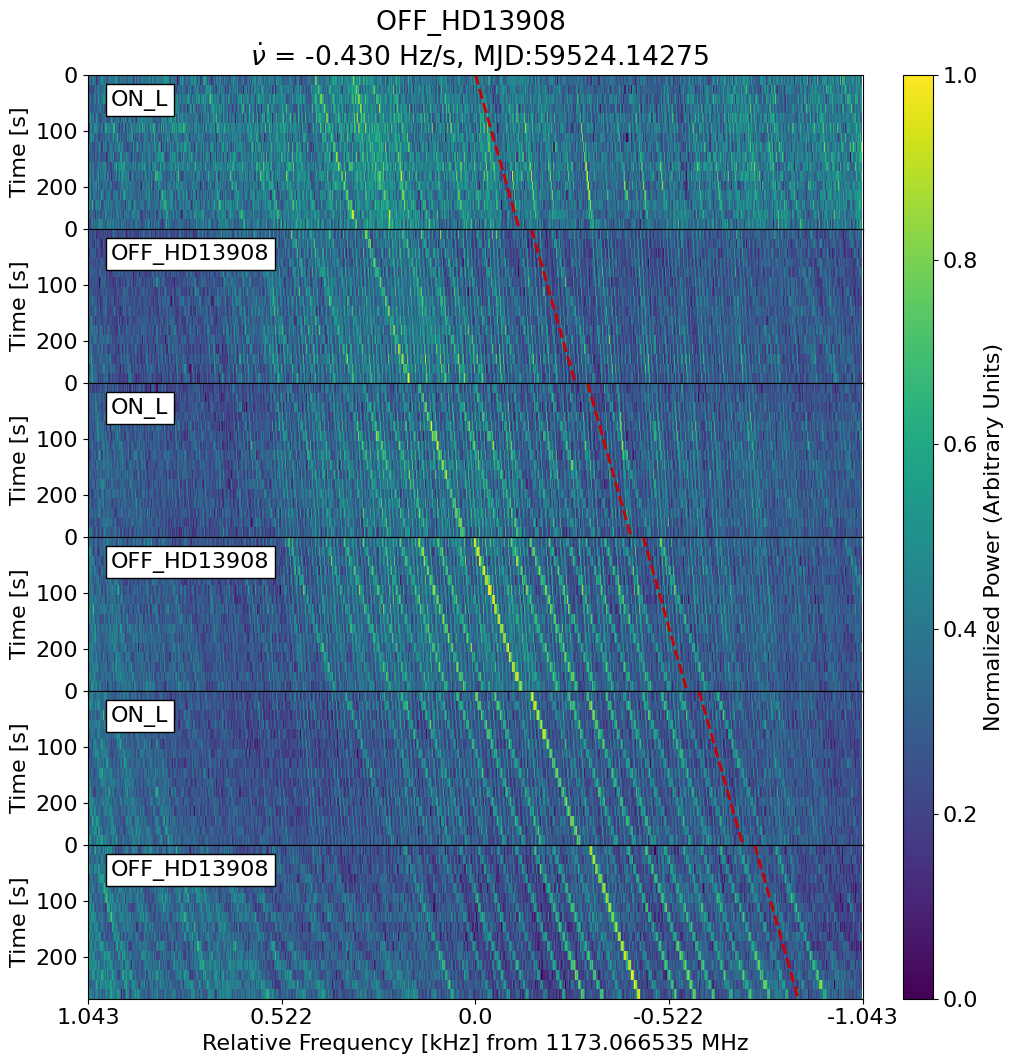 OFF_HD13908
ν̇ = -0.430 Hz/s, MJD:59524.14275
0
ON_L
100
Time [s]
200
0
OFF_HD13908
100
Time [s]
200
0
ON_L
100
Time [s]
200
0
OFF_HD13908
100
Time [s]
200
0
ON_L
100
Time [s]
200
0
OFF_HD13908
100
Time [s]
200
1.043 0.522 0.0 -0.522 -1.043
Relative Frequency [kHz] from 1173.066535 MHz
1.0
0.8
0.6
0.4
0.2
0.0
Normalized Power (Arbitrary Units)